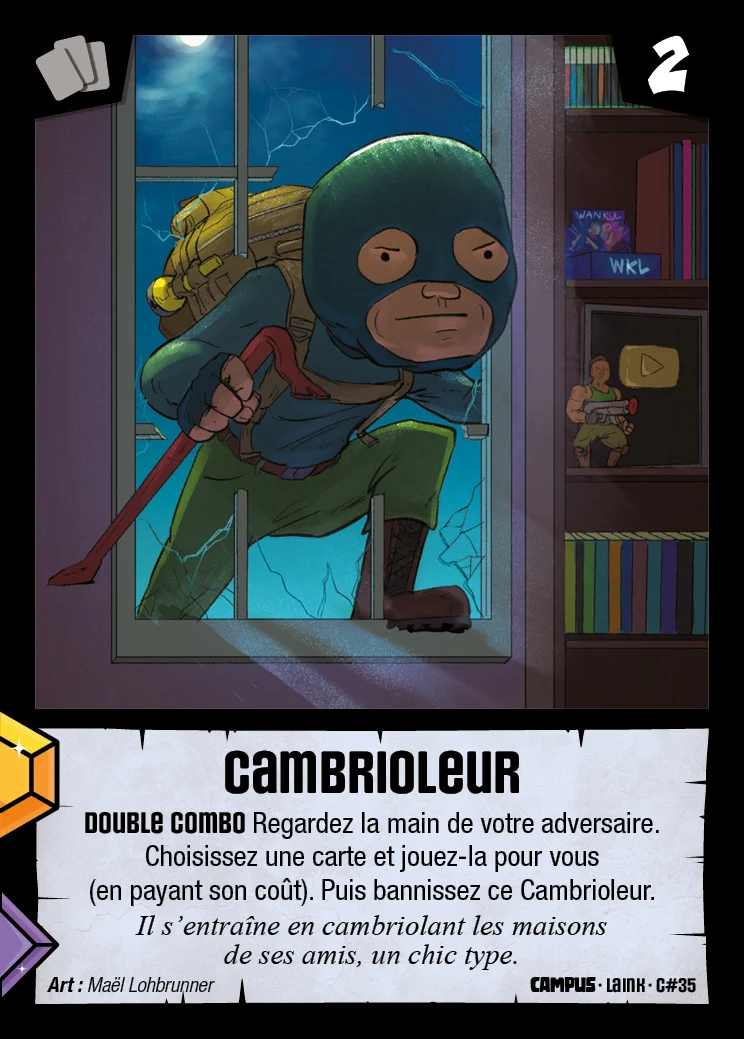 2
WANKUL
WKL
CAMBRIOLEUR
DOUBLE COMBO Regardez la main de votre adversaire.
Choisissez une carte et jouez-la pour vous
(en payant son coût). Puis bannissez ce Cambrioleur.
Il s’entraîne en cambriolant les maisons
de ses amis, un chic type.
Art : Maël Lohbrunner
CAMPUS · LaINK · C#35